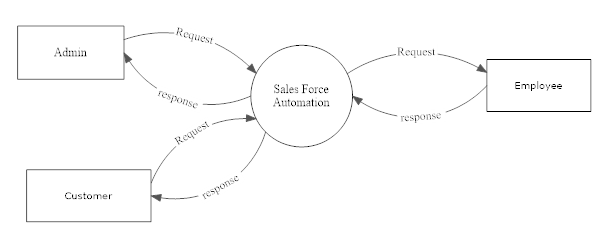 Admin
Request
response
Sales Force
Automation
Request
response
Employee
Request
response
Customer